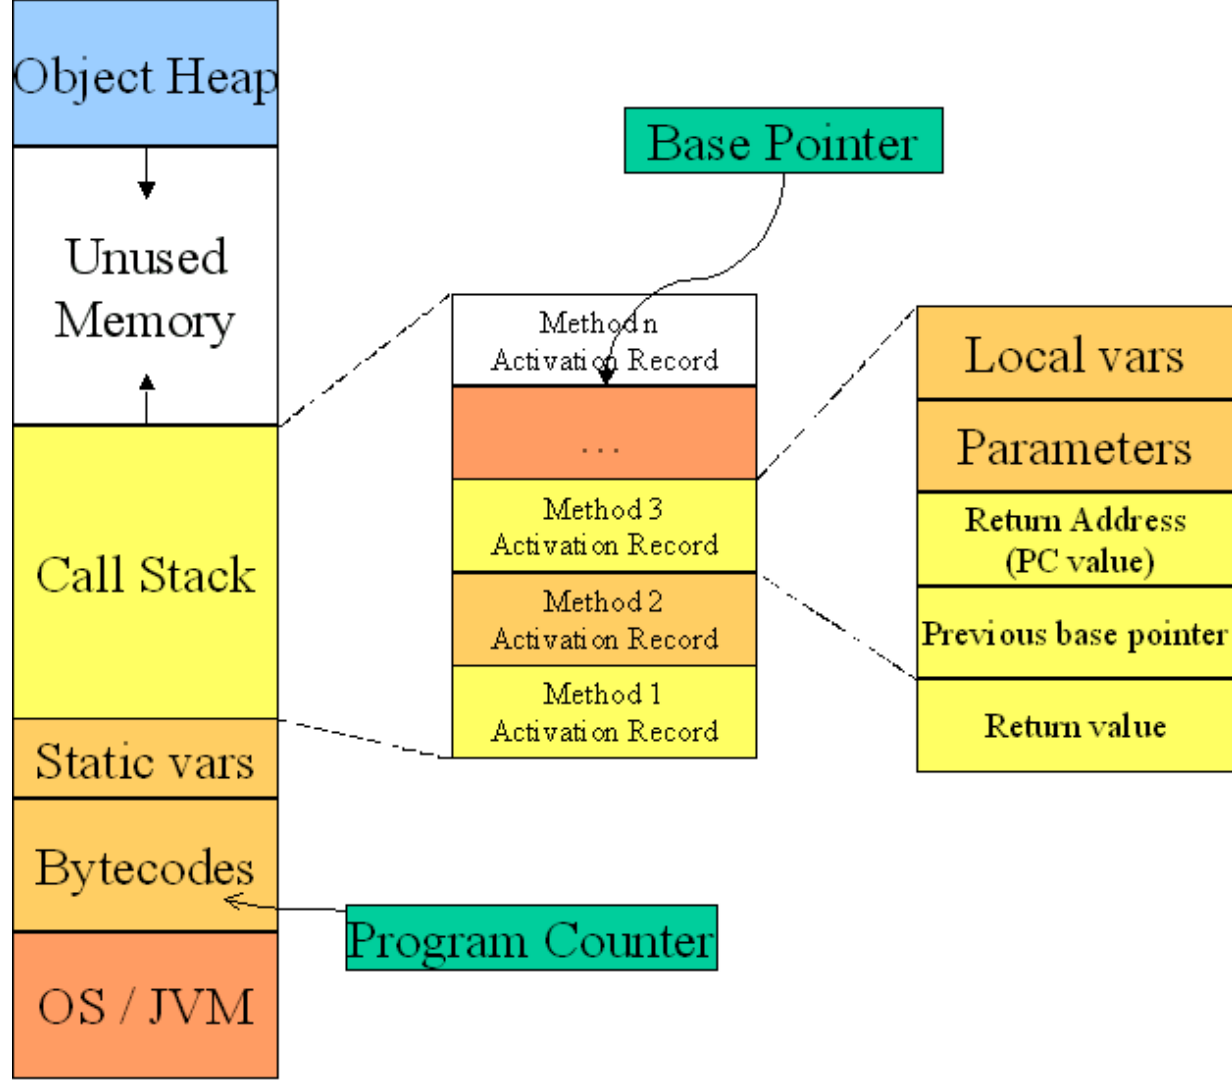 Object Heap
Unused
Memory
Call Stack
Static vars
Bytecodes
OS / JVM
Base Pointer
Method n
Activation Record
...
Method 3
Activation Record
Method 2
Activation Record
Method 1
Activation Record
Program Counter
Local vars
Parameters
Return Address
(PC value)
Previous base pointer
Return value